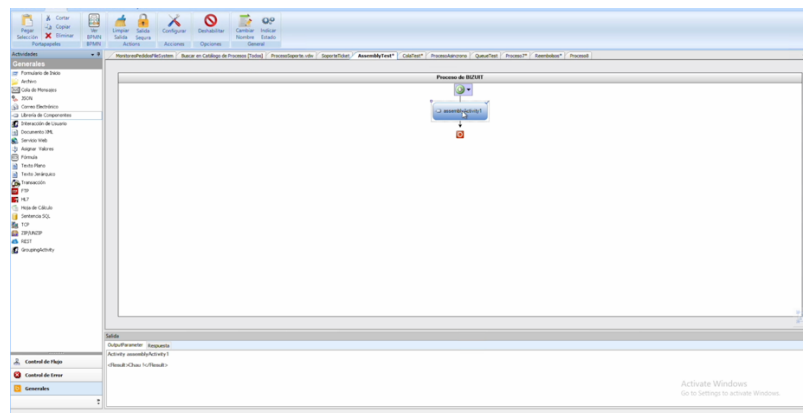 Pegar
Selección
Cortar
Copiar
Eliminar
Portapapeles
Ver
BPMN
BPMN
Limpiar
Salida
Salida
Segura
Actions
Configurar
Acciones
Deshabilitar
Opciones
Cambiar
Nombre
Indicar
Estado
General
Actividades
MonitoreoPedidosFileSystem
Buscar en Catálogo de Procesos [Todos]
ProcesoSoporte.vdw
SoporteTicket
AssemblyTest*
ColaTest*
QueueTest
Proceso7*
Reembolsos*
Proceso8
Generales
Formulario de Inicio
Archivo
Cola de Mensajes
JSON
Correo Electrónico
Librería de Componentes
Interacción de Usuario
Documento XML
Servicio Web
Asignar Valores
Fórmula
Texto Plano
Texto Jerárquico
Transacción
FTP
HL7
Hoja de Cálculo
Sentencia SQL
TCP
ZIP/UNZIP
REST
GroupingActivity
Proceso de BIZUIT
assemblyActivity1
Salida
OutputParameter
Respuesta
Activity assemblyActivity1
<Result>Chau !</Result>
Control de Flujo
Control de Error
Generales
Activate Windows
Go to Settings to activate Windows.